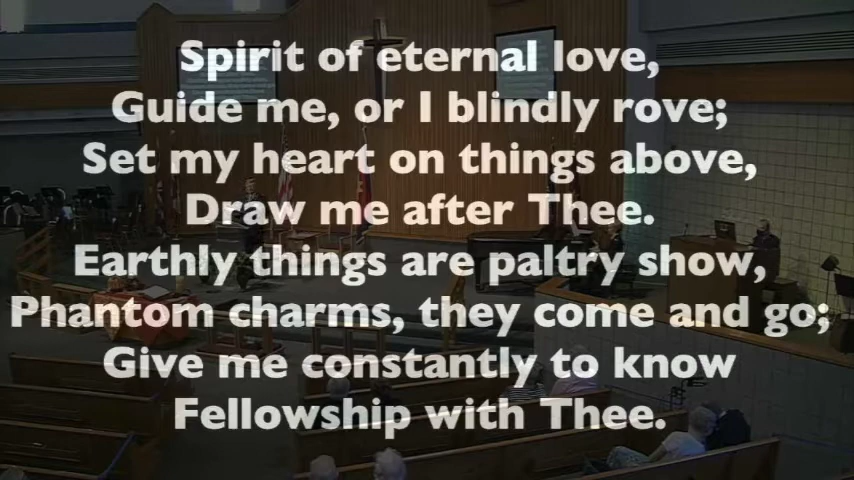 Spirit of eternal love,
Guide me, or I blindly rove;
Set my heart on things above,
Draw me after Thee.
Earthly things are paltry show,
Phantom charms, they come and go;
Give me constantly to know
Fellowship with Thee.